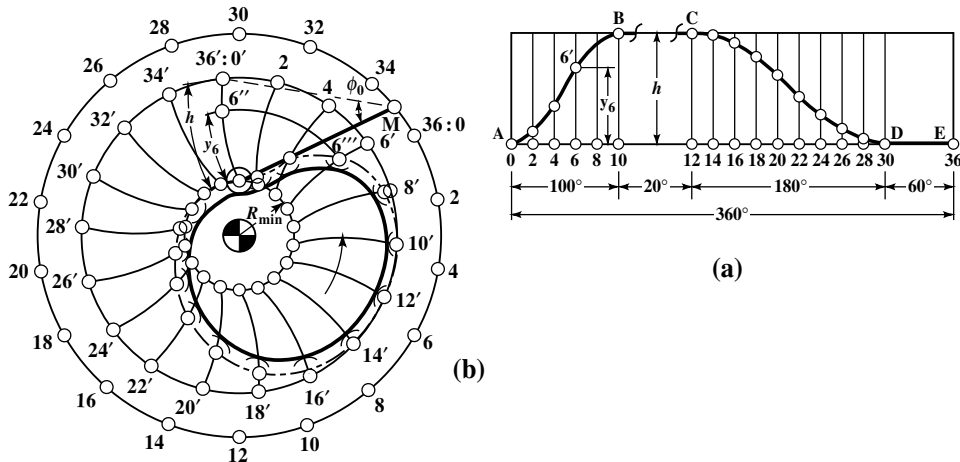 30
28
32
26
36′:0′
34
34′
2
ϕ₀
6″
4
M
24
32′
h
36:0
y₆
6‴
6′
30′
8′
22
2
R min
28′
10′
20
4
26′
12′
18
24′
14′
6
22′
16′
16
20′
18′
8
14
10
12
(b)
B
C
6′
h
y₆
A
D
E
0 2 4 6 8 10 12 14 16 18 20 22 24 26 28 30 36
100° 20° 180° 60°
360°
(a)